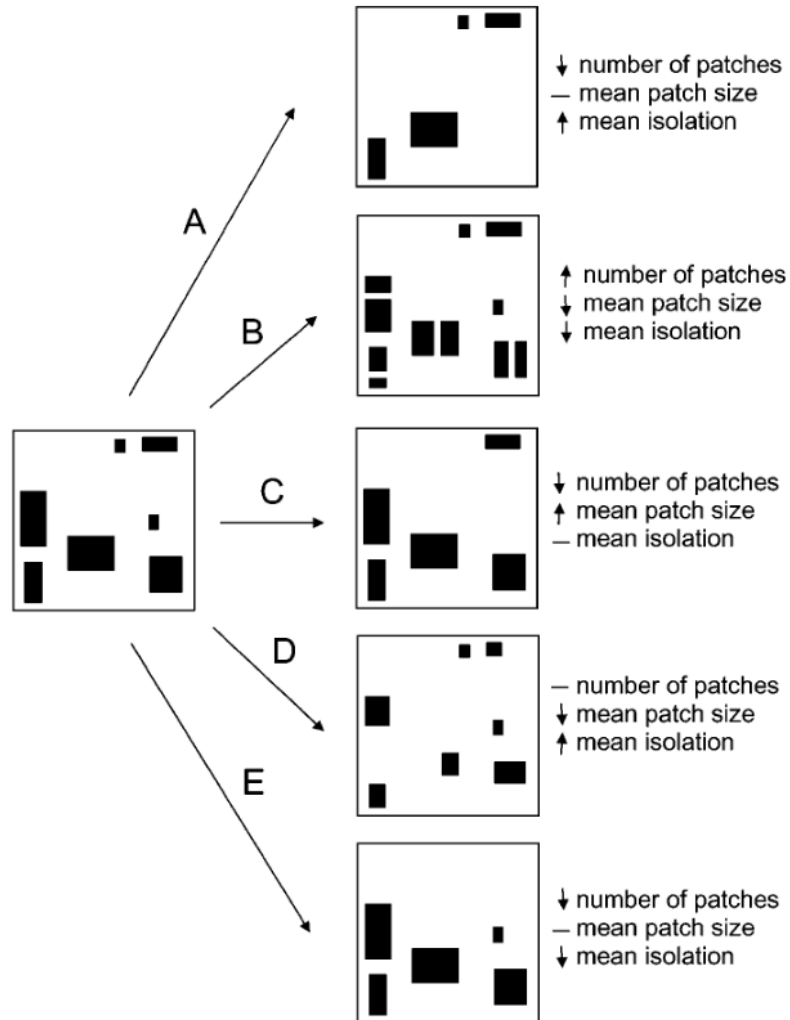 A
↓ number of patches
— mean patch size
↑ mean isolation
B
↑ number of patches
↓ mean patch size
↓ mean isolation
C
↓ number of patches
↑ mean patch size
— mean isolation
D
— number of patches
↓ mean patch size
↑ mean isolation
E
↓ number of patches
— mean patch size
↓ mean isolation